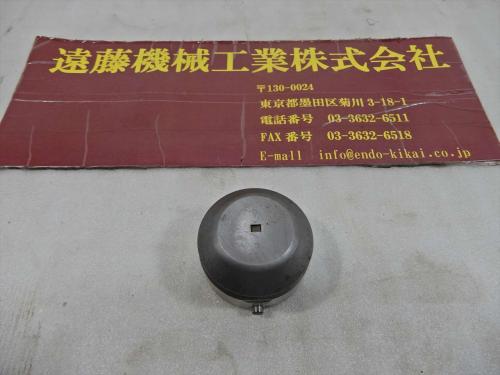 遠藤機械工業株式会社
〒130-0024
東京都墨田区菊川 3-18-1
電話番号 03-3632-6511
FAX 番号 03-3632-6518
E-mail info@endo-kikai.co.jp